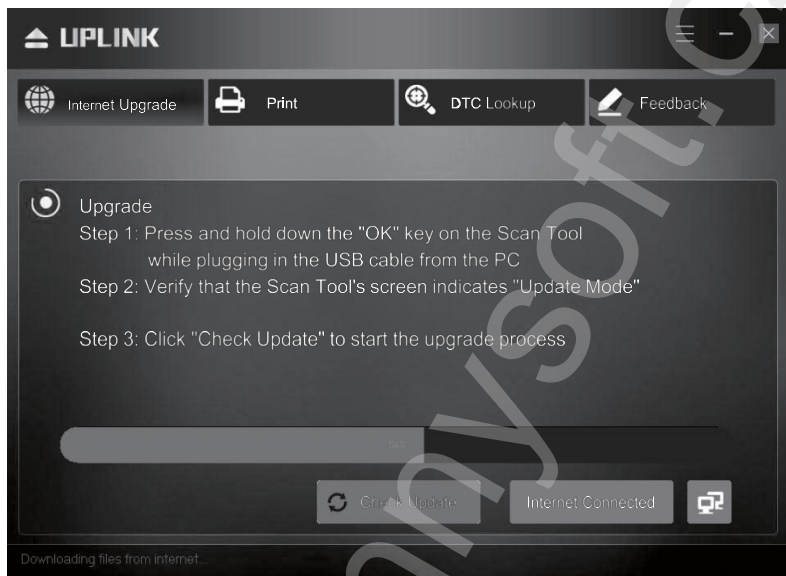 UPLINK
Internet Upgrade
Print
DTC Lookup
Feedback
Upgrade
Step 1: Press and hold down the "OK" key on the Scan Tool
while plugging in the USB cable from the PC
Step 2: Verify that the Scan Tool's screen indicates "Update Mode"
Step 3: Click "Check Update" to start the upgrade process
Check Update
Internet Connected
Downloading files from internet...